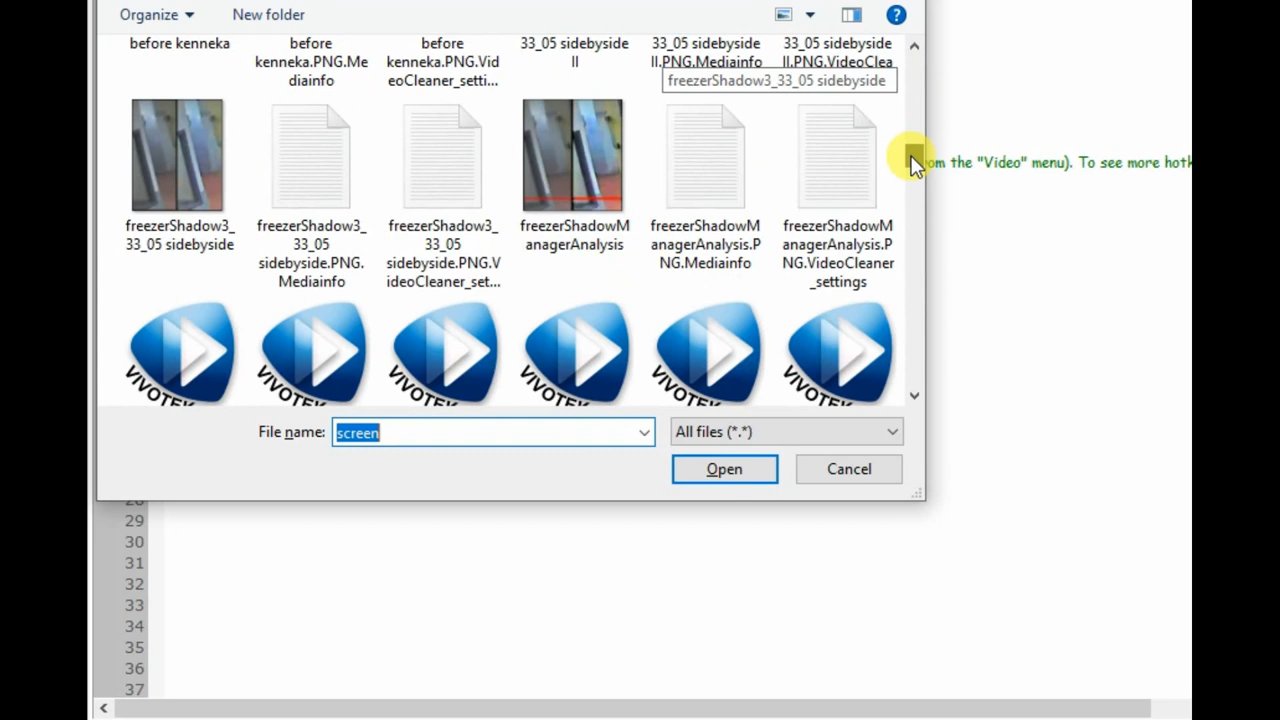 Organize
New folder
before kenneka
before
kenneka.PNG.Me
diainfo
before
kenneka.PNG.Vid
eoCleaner_setti...
33_05 sidebyside
II
33_05 sidebyside
II.PNG.Mediainfo
33_05 sidebyside
II.PNG.VideoClea
freezerShadow3_33_05 sidebyside
freezerShadow3_
33_05 sidebyside
freezerShadow3_
33_05
sidebyside.PNG.
Mediainfo
freezerShadow3_
33_05
sidebyside.PNG.V
ideoCleaner_set...
freezerShadowM
anagerAnalysis
freezerShadowM
anagerAnalysis.P
NG.Mediainfo
freezerShadowM
anagerAnalysis.P
NG.VideoCleaner
_settings
om the "Video" menu). To see more hotk
VIVOTEK
VIVOTEK
VIVOTEK
VIVOTEK
VIVOTEK
VIVOTEK
File name:
screen
All files (*.*)
Open
Cancel
28
29
30
31
32
33
34
35
36
37